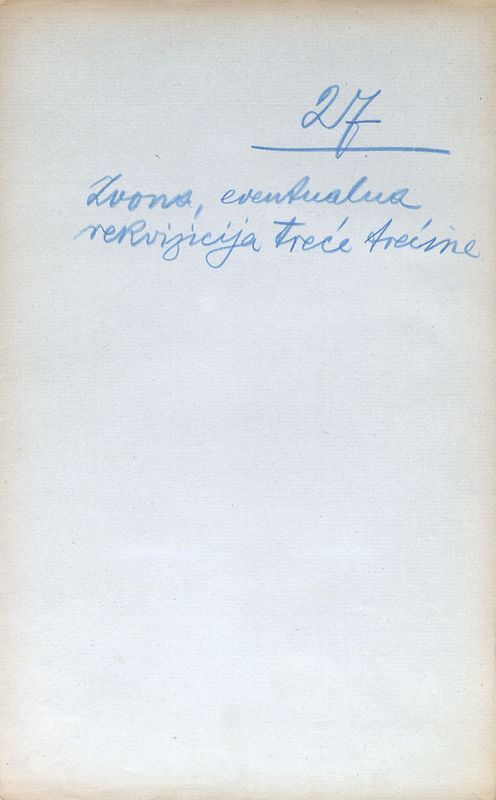 27
Zvona, eventualna
rekvizicija treće trećine